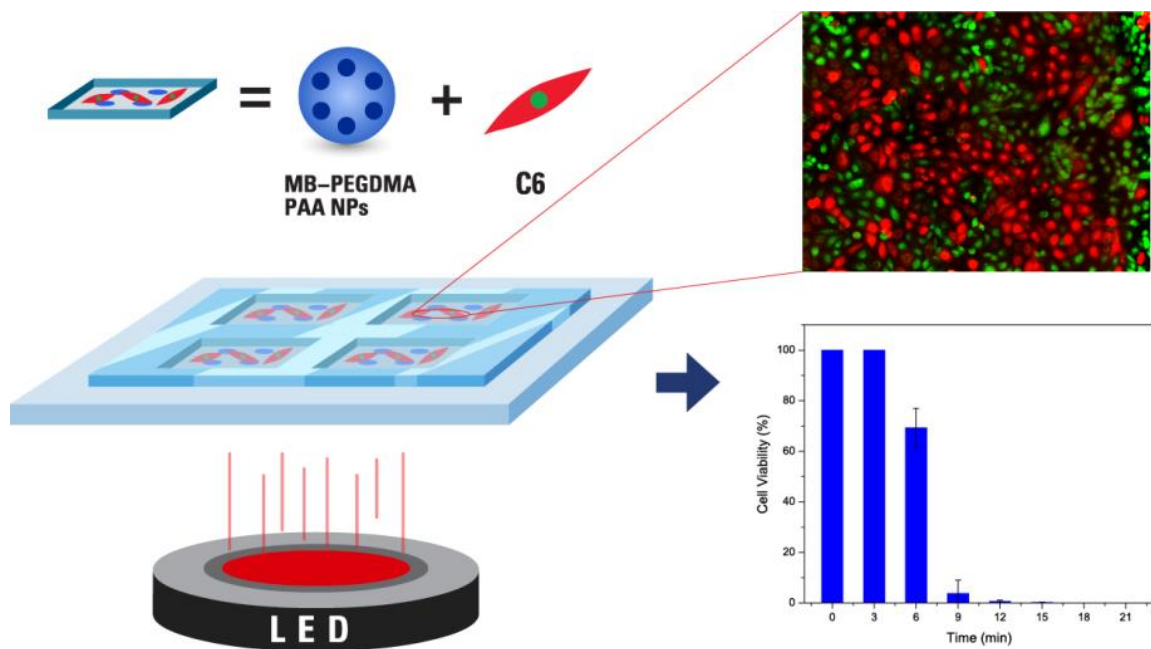 =
+
MB–PEGDMA
PAA NPs
C6
LED
Cell Viability (%)
100
80
60
40
20
0
0 3 6 9 12 15 18 21
Time (min)